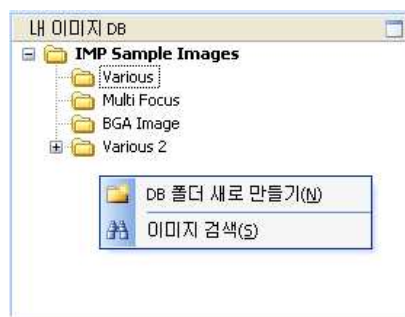 내 이미지 DB
IMP Sample Images
Various
Multi Focus
BGA Image
Various 2
DB 폴더 새로 만들기(N)
이미지 검색(S)